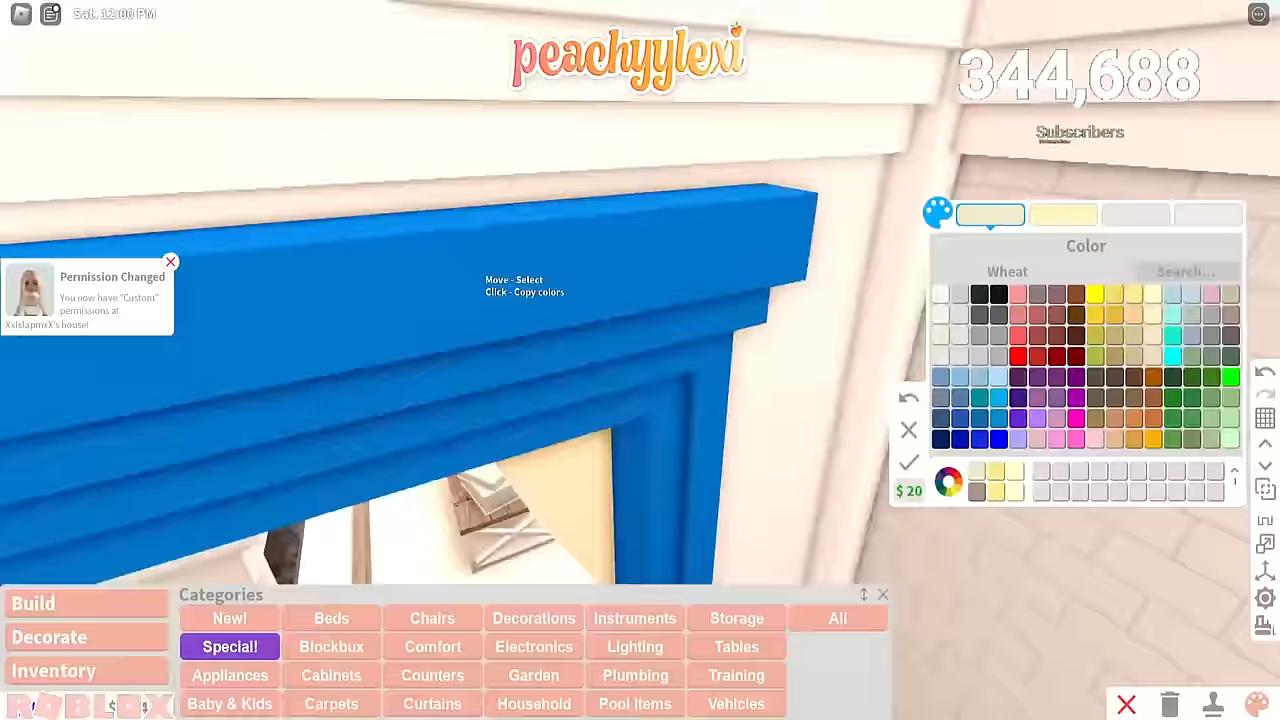 Sat. 12:00 PM
peachyylexi
344,688
Subscribers
Permission Changed
You now have "Custom"
permissions at
XxIslapmxX's house!
Move - Select
Click - Copy colors
Color
Wheat
Search...
$ 20
1
Build
Decorate
Inventory
Categories
New! Beds Chairs Decorations Instruments Storage All
Special! Blockbux Comfort Electronics Lighting Tables
Appliances Cabinets Counters Garden Plumbing Training
Baby & Kids Carpets Curtains Household Pool Items Vehicles
ROBLOX